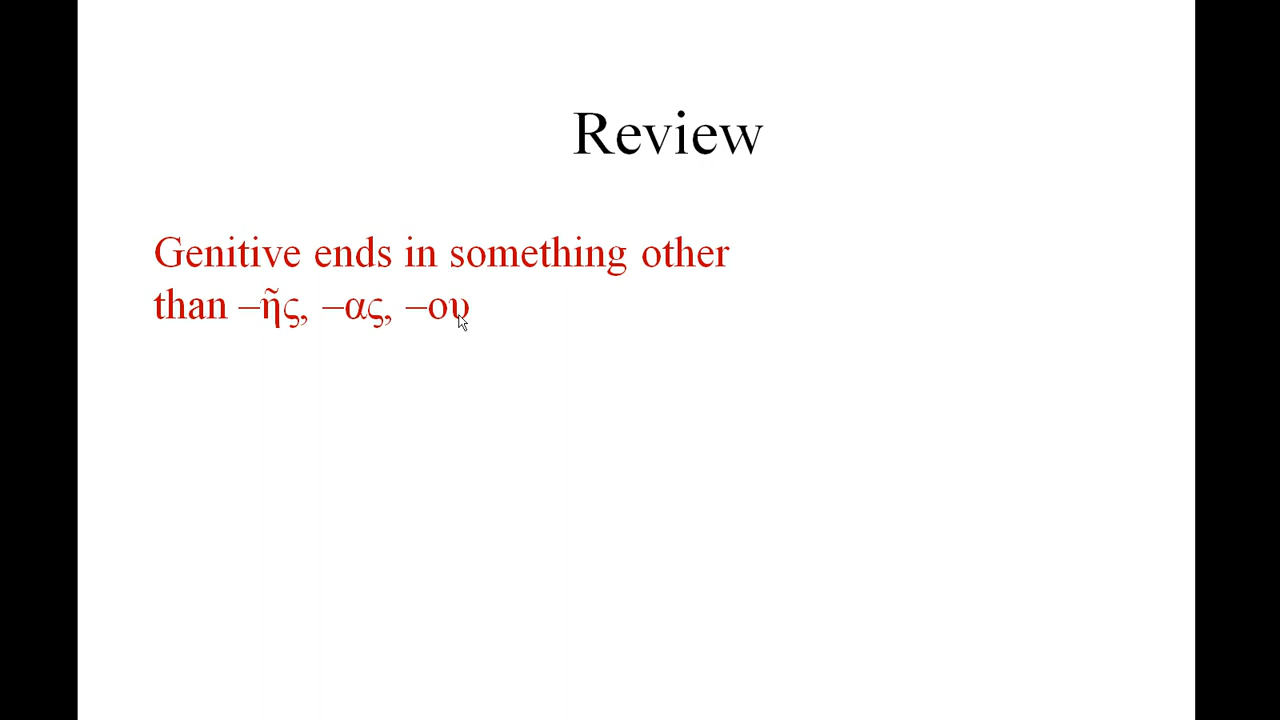 Review
Genitive ends in something other
than –ῆς, –ας, –ου